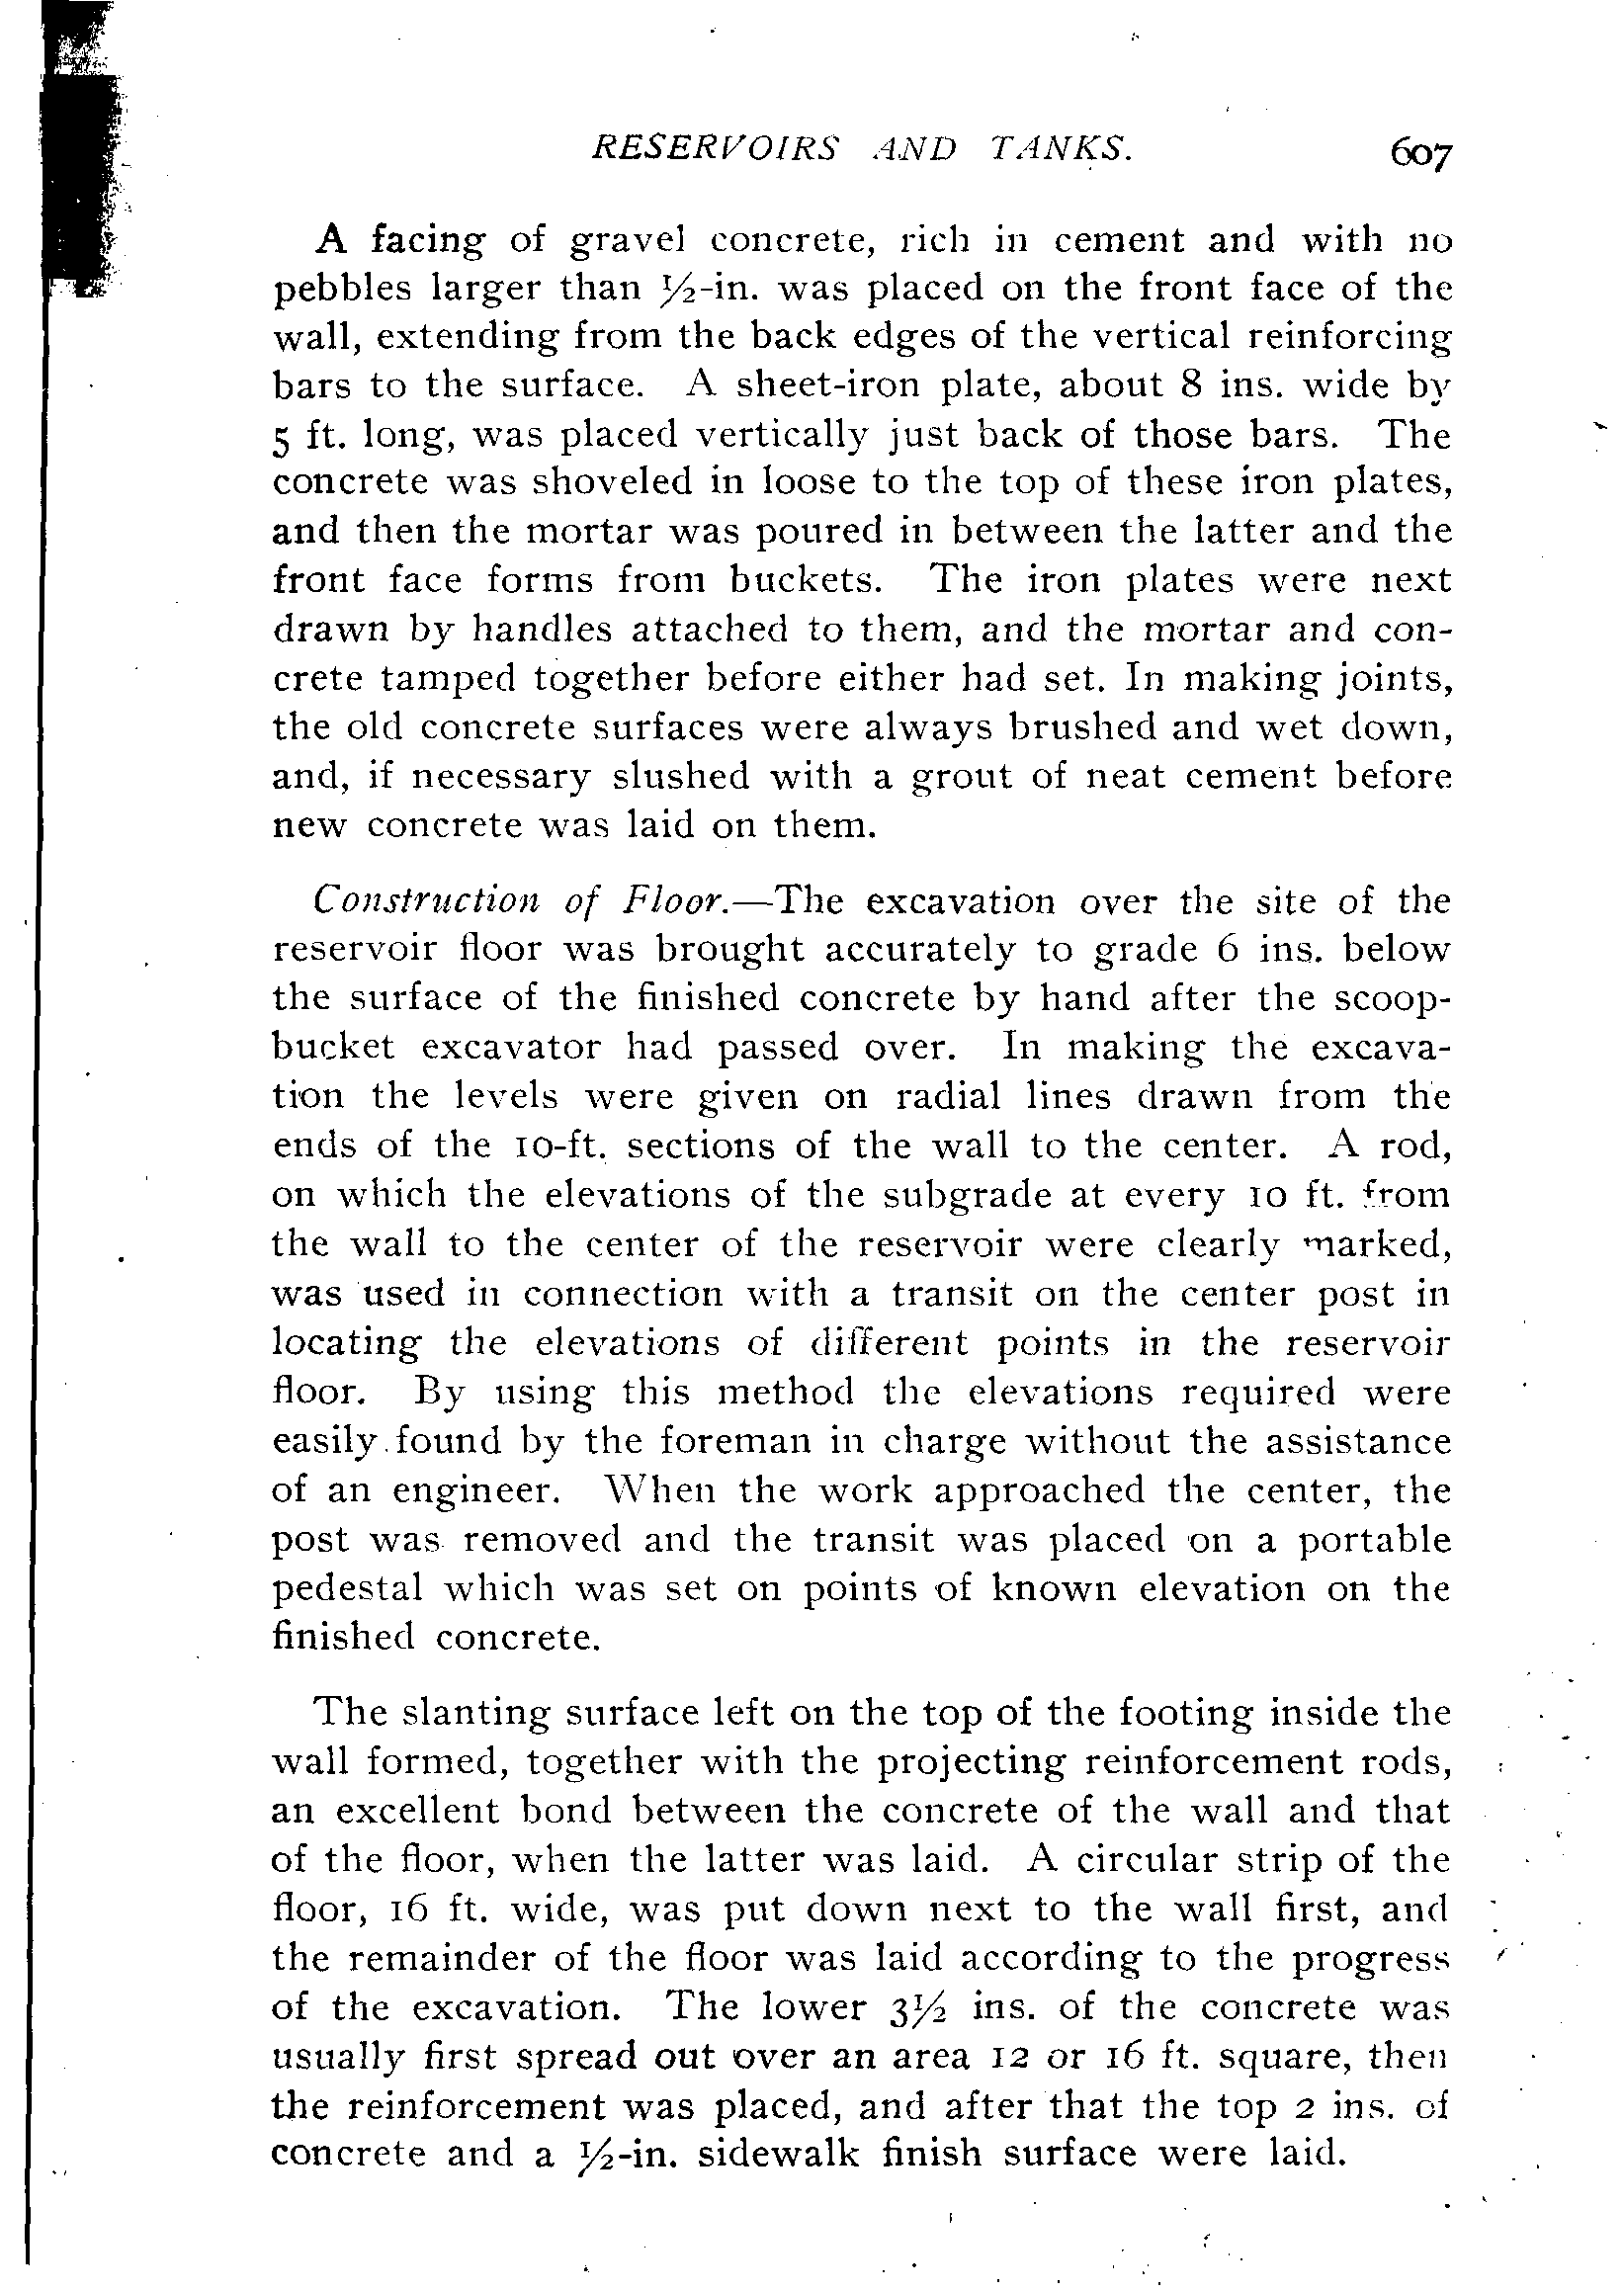 RESERVOIRS AND TANKS. 607
A facing of gravel concrete, rich in cement and with no
pebbles larger than ½-in. was placed on the front face of the
wall, extending from the back edges of the vertical reinforcing
bars to the surface. A sheet-iron plate, about 8 ins. wide by
5 ft. long, was placed vertically just back of those bars. The
concrete was shoveled in loose to the top of these iron plates,
and then the mortar was poured in between the latter and the
front face forms from buckets. The iron plates were next
drawn by handles attached to them, and the mortar and con-
crete tamped together before either had set. In making joints,
the old concrete surfaces were always brushed and wet down,
and, if necessary slushed with a grout of neat cement before
new concrete was laid on them.
Construction of Floor.—The excavation over the site of the
reservoir floor was brought accurately to grade 6 ins. below
the surface of the finished concrete by hand after the scoop-
bucket excavator had passed over. In making the excava-
tion the levels were given on radial lines drawn from the
ends of the 10-ft. sections of the wall to the center. A rod,
on which the elevations of the subgrade at every 10 ft. from
the wall to the center of the reservoir were clearly marked,
was used in connection with a transit on the center post in
locating the elevations of different points in the reservoir
floor. By using this method the elevations required were
easily found by the foreman in charge without the assistance
of an engineer. When the work approached the center, the
post was removed and the transit was placed on a portable
pedestal which was set on points of known elevation on the
finished concrete.
The slanting surface left on the top of the footing inside the
wall formed, together with the projecting reinforcement rods,
an excellent bond between the concrete of the wall and that
of the floor, when the latter was laid. A circular strip of the
floor, 16 ft. wide, was put down next to the wall first, and
the remainder of the floor was laid according to the progress
of the excavation. The lower 3½ ins. of the concrete was
usually first spread out over an area 12 or 16 ft. square, then
the reinforcement was placed, and after that the top 2 ins. of
concrete and a ½-in. sidewalk finish surface were laid.